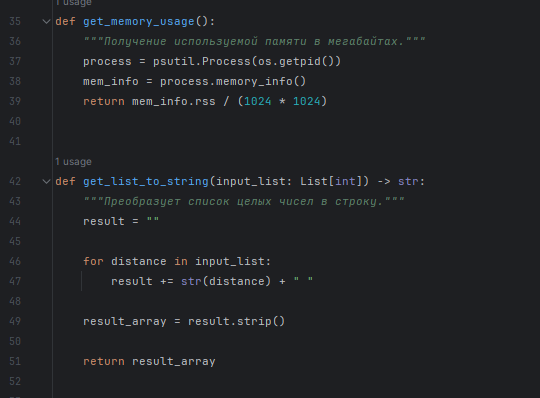 1 usage
35 def get_memory_usage():
36 """Получение используемой памяти в мегабайтах."""
37 process = psutil.Process(os.getpid())
38 mem_info = process.memory_info()
39 return mem_info.rss / (1024 * 1024)
40
41
1 usage
42 def get_list_to_string(input_list: List[int]) -> str:
43 """Преобразует список целых чисел в строку."""
44 result = ""
45
46 for distance in input_list:
47 result += str(distance) + " "
48
49 result_array = result.strip()
50
51 return result_array
52